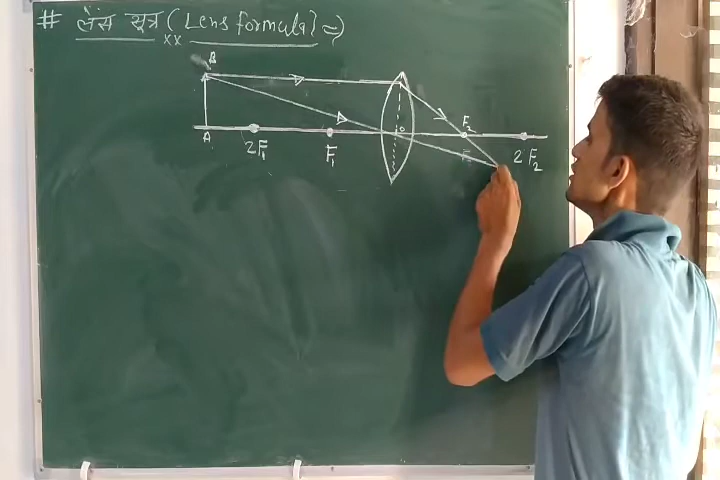 # लेंस सूत्र (Lens formula) ⇒
xx
B
F₂
A 2F₁ F₁ O 2F₂